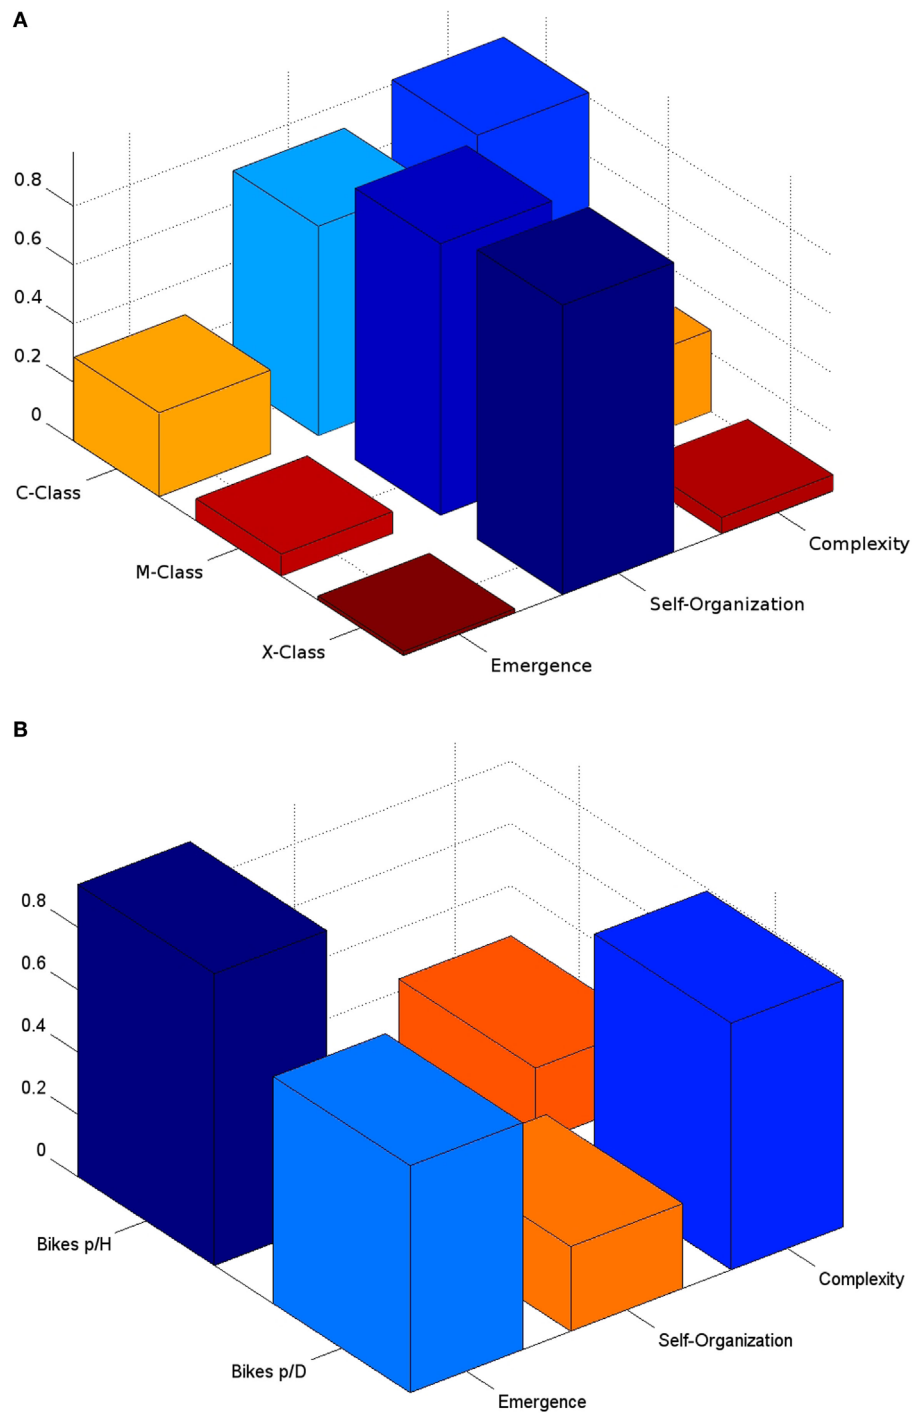 A
0.8
0.6
0.4
0.2
0
C-Class
M-Class
X-Class
Complexity
Self-Organization
Emergence
B
0.8
0.6
0.4
0.2
0
Bikes p/H
Bikes p/D
Complexity
Self-Organization
Emergence